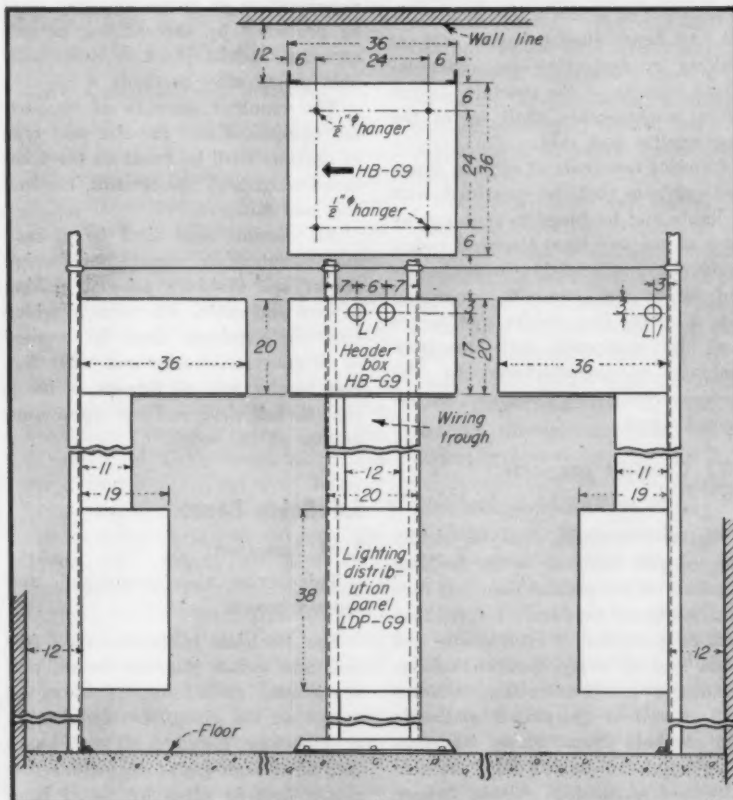 Wall line
36
12
6 24 6
6
1/2" φ
hanger
HB-G9
24
36
1/2" φ
hanger
6
7 6 7
3
3
3
L1
L1
20
Header
box
HB-G9
17
20
36
36
Wiring
trough
11
12
11
19
20
19
38
Lighting
distrib-
ution
panel
LDP-G9
12
12
Floor